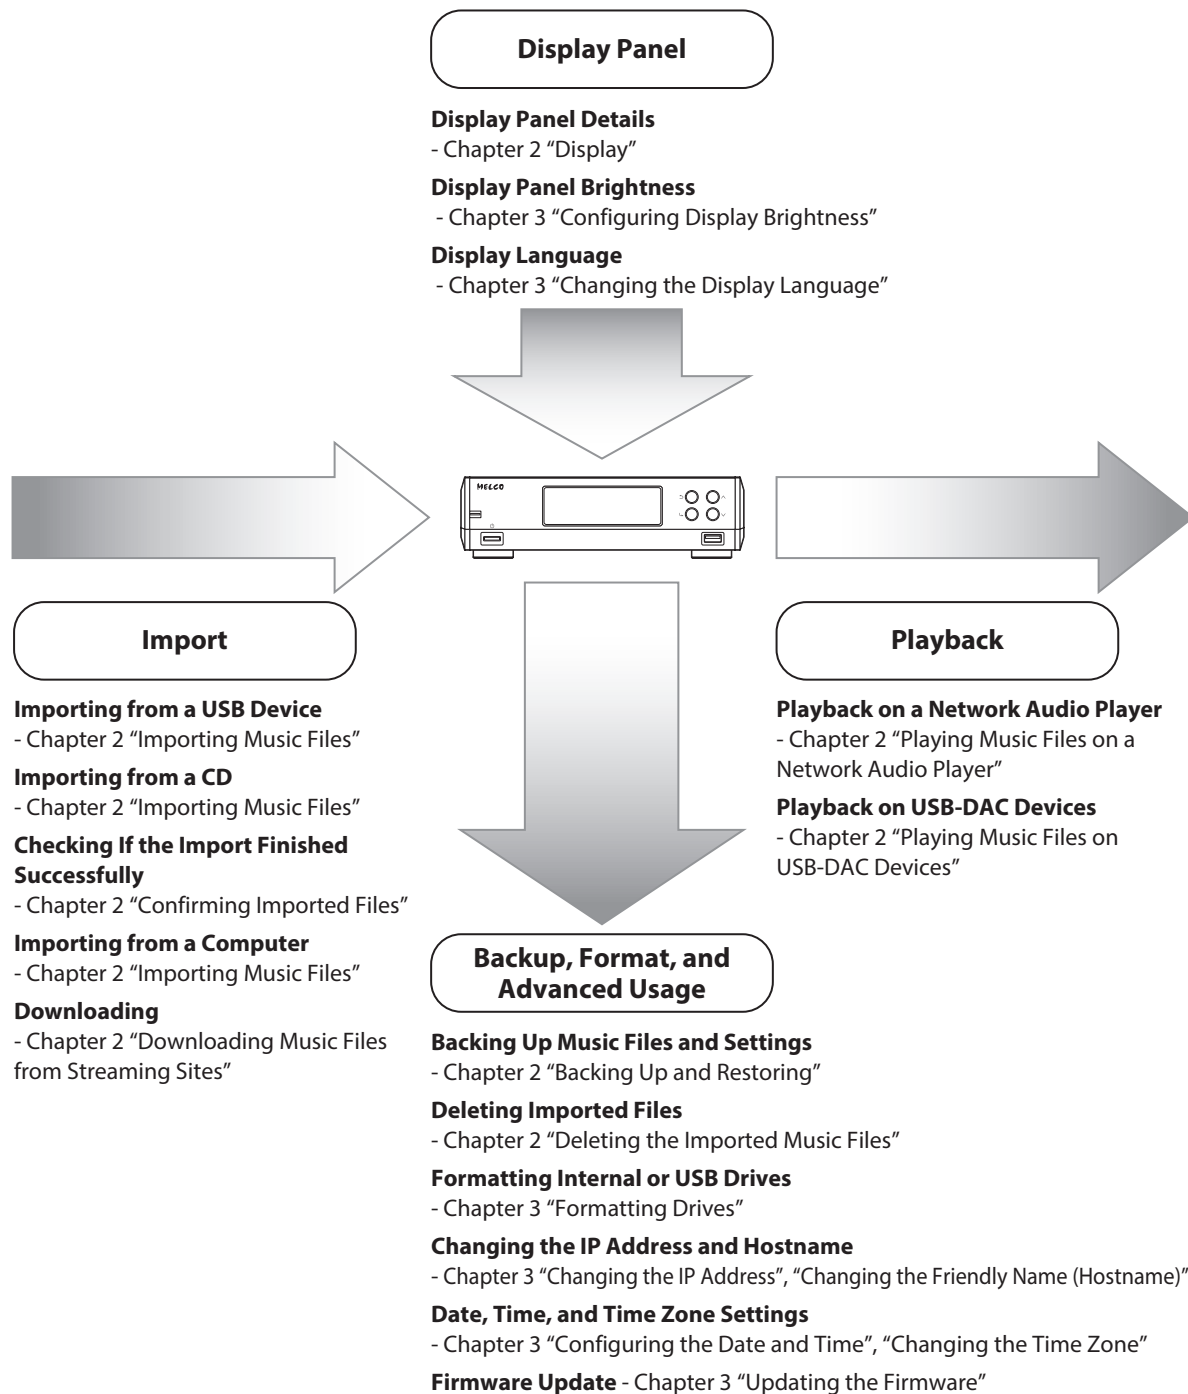 Display Panel
Display Panel Details
- Chapter 2 “Display”
Display Panel Brightness
- Chapter 3 “Configuring Display Brightness”
Display Language
- Chapter 3 “Changing the Display Language”
MELCO
Import
Importing from a USB Device
- Chapter 2 “Importing Music Files”
Importing from a CD
- Chapter 2 “Importing Music Files”
Checking If the Import Finished
Successfully
- Chapter 2 “Confirming Imported Files”
Importing from a Computer
- Chapter 2 “Importing Music Files”
Downloading
- Chapter 2 “Downloading Music Files
from Streaming Sites”
Playback
Playback on a Network Audio Player
- Chapter 2 “Playing Music Files on a
Network Audio Player”
Playback on USB-DAC Devices
- Chapter 2 “Playing Music Files on
USB-DAC Devices”
Backup, Format, and
Advanced Usage
Backing Up Music Files and Settings
- Chapter 2 “Backing Up and Restoring”
Deleting Imported Files
- Chapter 2 “Deleting the Imported Music Files”
Formatting Internal or USB Drives
- Chapter 3 “Formatting Drives”
Changing the IP Address and Hostname
- Chapter 3 “Changing the IP Address”, “Changing the Friendly Name (Hostname)”
Date, Time, and Time Zone Settings
- Chapter 3 “Configuring the Date and Time”, “Changing the Time Zone”
Firmware Update - Chapter 3 “Updating the Firmware”